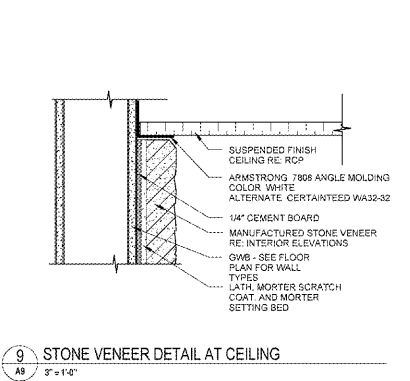 SUSPENDED FINISH
CEILING RE: RCP
ARMSTRONG 7808 ANGLE MOLDING
COLOR WHITE
ALTERNATE CERTAINTEED WA32-32
1/4" CEMENT BOARD
MANUFACTURED STONE VENEER
RE: INTERIOR ELEVATIONS
GWB - SEE FLOOR
PLAN FOR WALL
TYPES
LATH, MORTER SCRATCH
COAT. AND MORTER
SETTING BED
9 STONE VENEER DETAIL AT CEILING
A9 3" = 1'-0"